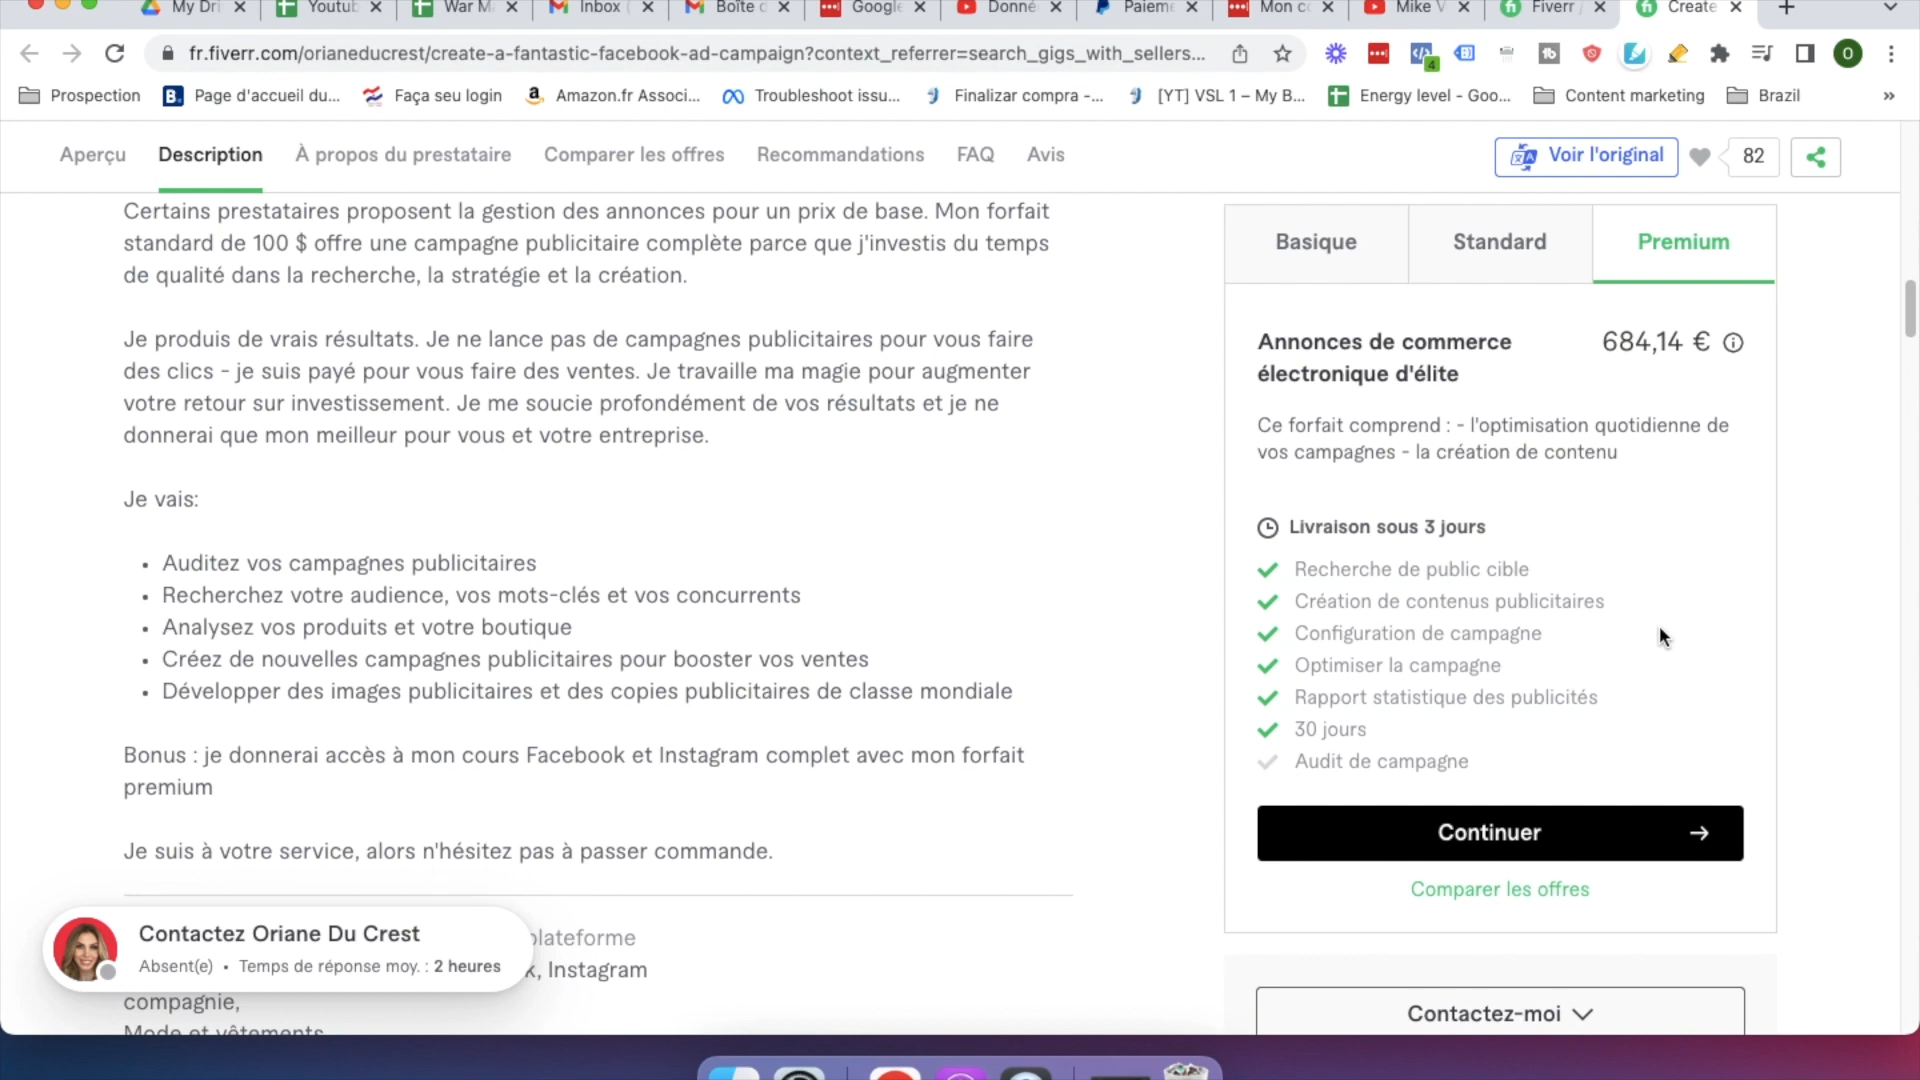 My Dri
Youtub
War M
Inbox
Boîte d
Google
Donné
Paiem
Mon c
Mike V
Fiverr
Create
fr.fiverr.com/orianeducrest/create-a-fantastic-facebook-ad-campaign?context_referrer=search_gigs_with_sellers...
4
O
Prospection
Page d'accueil du...
Faça seu login
Amazon.fr Associ...
Troubleshoot issu...
Finalizar compra -...
[YT] VSL 1 – My B...
Energy level - Goo...
Content marketing
Brazil
»
Aperçu
Description
À propos du prestataire
Comparer les offres
Recommandations
FAQ
Avis
Voir l'original
82
Certains prestataires proposent la gestion des annonces pour un prix de base. Mon forfait
standard de 100 $ offre une campagne publicitaire complète parce que j'investis du temps
de qualité dans la recherche, la stratégie et la création.
Je produis de vrais résultats. Je ne lance pas de campagnes publicitaires pour vous faire
des clics - je suis payé pour vous faire des ventes. Je travaille ma magie pour augmenter
votre retour sur investissement. Je me soucie profondément de vos résultats et je ne
donnerai que mon meilleur pour vous et votre entreprise.
Je vais:
• Auditez vos campagnes publicitaires
• Recherchez votre audience, vos mots-clés et vos concurrents
• Analysez vos produits et votre boutique
• Créez de nouvelles campagnes publicitaires pour booster vos ventes
• Développer des images publicitaires et des copies publicitaires de classe mondiale
Bonus : je donnerai accès à mon cours Facebook et Instagram complet avec mon forfait
premium
Je suis à votre service, alors n'hésitez pas à passer commande.
plateforme
k, Instagram
compagnie,
Mode et vêtements
Contactez Oriane Du Crest
Absent(e) • Temps de réponse moy. : 2 heures
Basique
Standard
Premium
Annonces de commerce
électronique d'élite
684,14 €
Ce forfait comprend : - l'optimisation quotidienne de
vos campagnes - la création de contenu
Livraison sous 3 jours
Recherche de public cible
Création de contenus publicitaires
Configuration de campagne
Optimiser la campagne
Rapport statistique des publicités
30 jours
Audit de campagne
Continuer
Comparer les offres
Contactez-moi